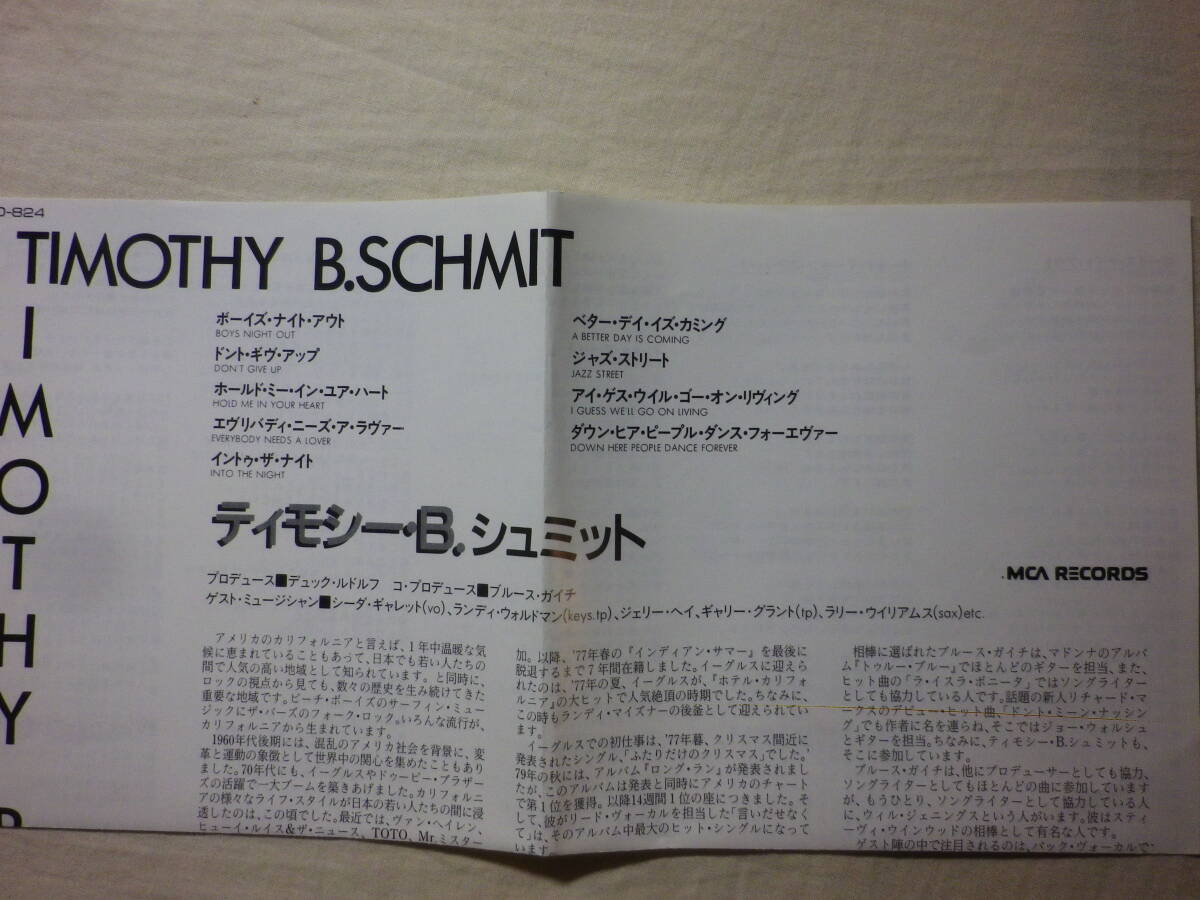 D-824
TIMOTHY B.SCHMIT
TIMOTHY B
ボーイズ・ナイト・アウト
BOYS NIGHT OUT
ドント・ギヴ・アップ
DON'T GIVE UP
ホールド・ミー・イン・ユア・ハート
HOLD ME IN YOUR HEART
エヴリバディ・ニーズ・ア・ラヴァー
EVERYBODY NEEDS A LOVER
イントゥ・ザ・ナイト
INTO THE NIGHT
ベター・デイ・イズ・カミング
A BETTER DAY IS COMING
ジャズ・ストリート
JAZZ STREET
アイ・ゲス・ウイル・ゴー・オン・リヴィング
I GUESS WE'LL GO ON LIVING
ダウン・ヒア・ピープル・ダンス・フォーエヴァー
DOWN HERE PEOPLE DANCE FOREVER
ティモシー・B.シュミット
プロデュース■デュック・ルドルフ コ・プロデュース■ブルース・ガイチ
ゲスト・ミュージシャン■シーダ・ギャレット(vo)、ランディ・ウォルドマン(keys.tp)、ジェリー・ヘイ、ギャリー・グラント(tp)、ラリー・ウイリアムス(sax)etc.
MCA RECORDS
アメリカのカリフォルニアと言えば、1年中温暖な気
候に恵まれていることもあって、日本でも若い人たちの
間で人気の高い地域として知られています。と同時に、
ロックの視点から見ても、数々の歴史を生み続けてきた
重要な地域です。ビーチ・ボーイズのサーフィン・ミュー
ジックにザ・バーズのフォーク・ロック。いろんな流行が、
カリフォルニアから生まれています。
1960年代後期には、混乱のアメリカ社会を背景に、変
革と運動の象徴として世界中の関心を集めたこともあり
ました。70年代にも、イーグルスやドゥービー・ブラザー
ズの活躍で一大ブームを築きあげました。カリフォルニ
アの様々なライフ・スタイルが日本の若い人たちの間に浸
透したのは、この頃でした。最近では、ヴァン・ヘイレン、
ヒューイ・ルイス&ザ・ニュース、TOTO、Mr.ミスター
加。以降、'77年春の『インディアン・サマー』を最後に
脱退するまで7年間在籍しました。イーグルスに迎えら
れたのは、'77年の夏、イーグルスが、『ホテル・カリフォ
ルニア』の大ヒットで人気絶頂の時期でした。ちなみに、
この時もランディ・マイズナーの後釜として迎えられてい
ます。
イーグルスでの初仕事は、'77年暮、クリスマス間近に
発表されたシングル、「ふたりだけのクリスマス」でした。'
79年の秋には、アルバム『ロング・ラン』が発表されまし
たが、このアルバムは発表と同時にアメリカのチャート
で第1位を獲得。以降14週間1位の座につきました。そ
して、彼がリード・ヴォーカルを担当した「言いだせなく
て」は、そのアルバム中最大のヒット・シングルになって
います。
相棒に選ばれたブルース・ガイチは、マドンナのアルバ
ム『トゥルー・ブルー』でほとんどのギターを担当、また、
ヒット曲の「ラ・イスラ・ボニータ」ではソングライター
としても協力している人です。話題の新人リチャード・マ
ークスのデビュー・ヒット曲、「ドント・ミーン・ナッシン
グ」でも作者に名を連らね、そこではジョー・ウォルシュ
とギターを担当。ちなみに、ティモシー・B.シュミットも、
そこに参加しています。
ブルース・ガイチは、他にプロデューサーとしても協力、
ソングライターとしてもほとんどの曲に参加しています
が、もうひとり、ソングライターとして協力している人
に、ウィル・ジェニングスという人がいます。彼はスティ
ーヴィ・ウインウッドの相棒として有名な人です。
ゲスト陣の中で注目されるのは、バック・ヴォーカルで